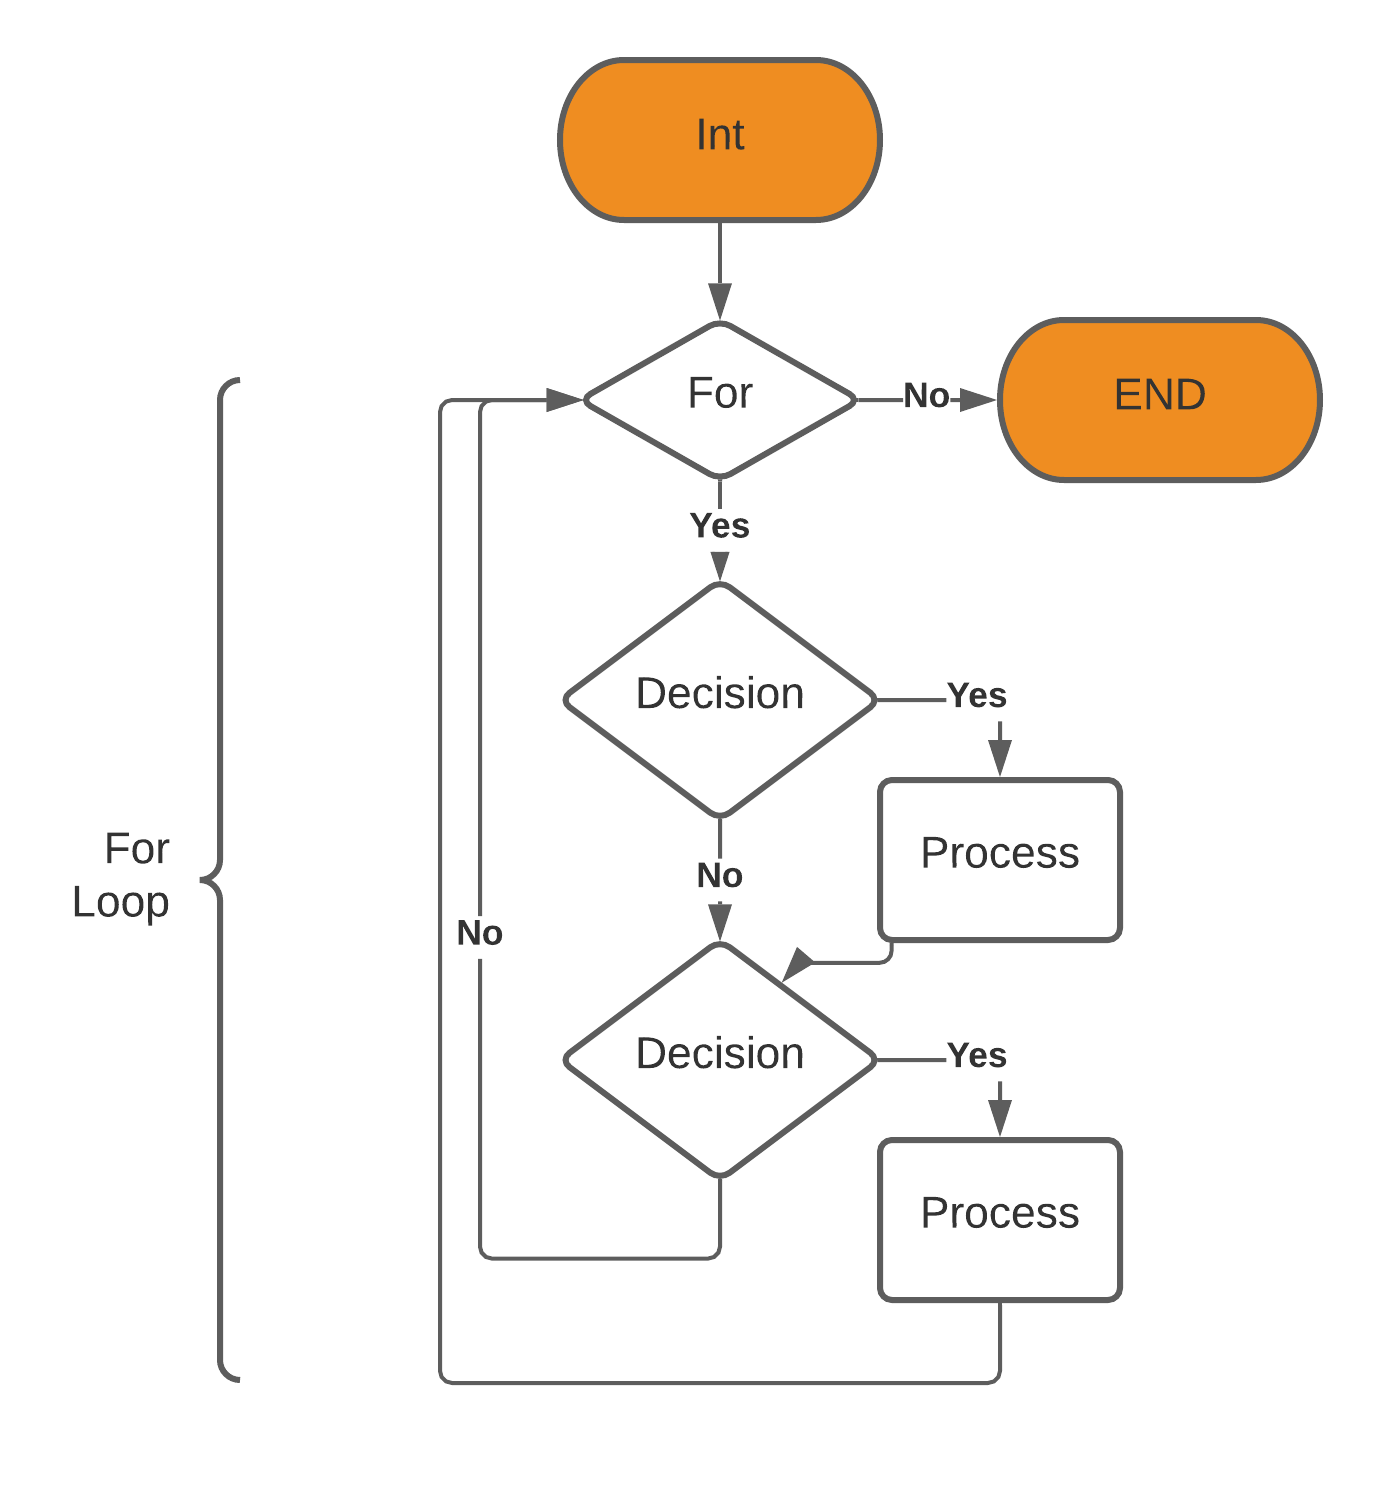 Int
For
No
END
Yes
Decision
Yes
Process
No
For
Loop
No
Decision
Yes
Process